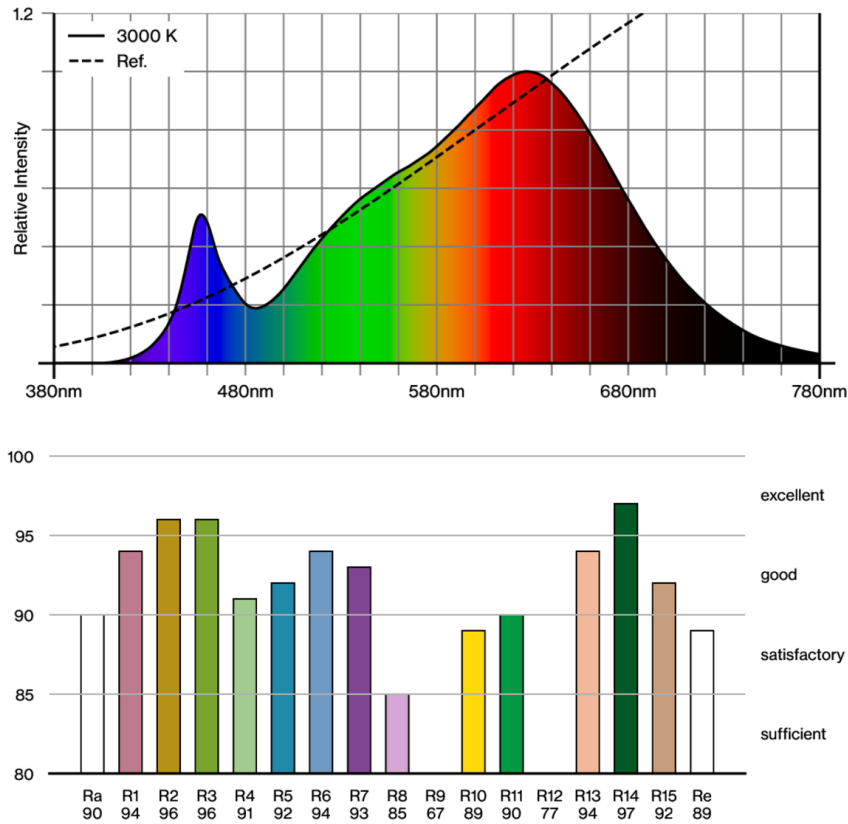 1.2
3000 K
Ref.
Relative Intensity
380nm 480nm 580nm 680nm 780nm
100
excellent
95
good
90
satisfactory
85
sufficient
80
Ra R1 R2 R3 R4 R5 R6 R7 R8 R9 R10 R11 R12 R13 R14 R15 Re
90 94 96 96 91 92 94 93 85 67 89 90 77 94 97 92 89